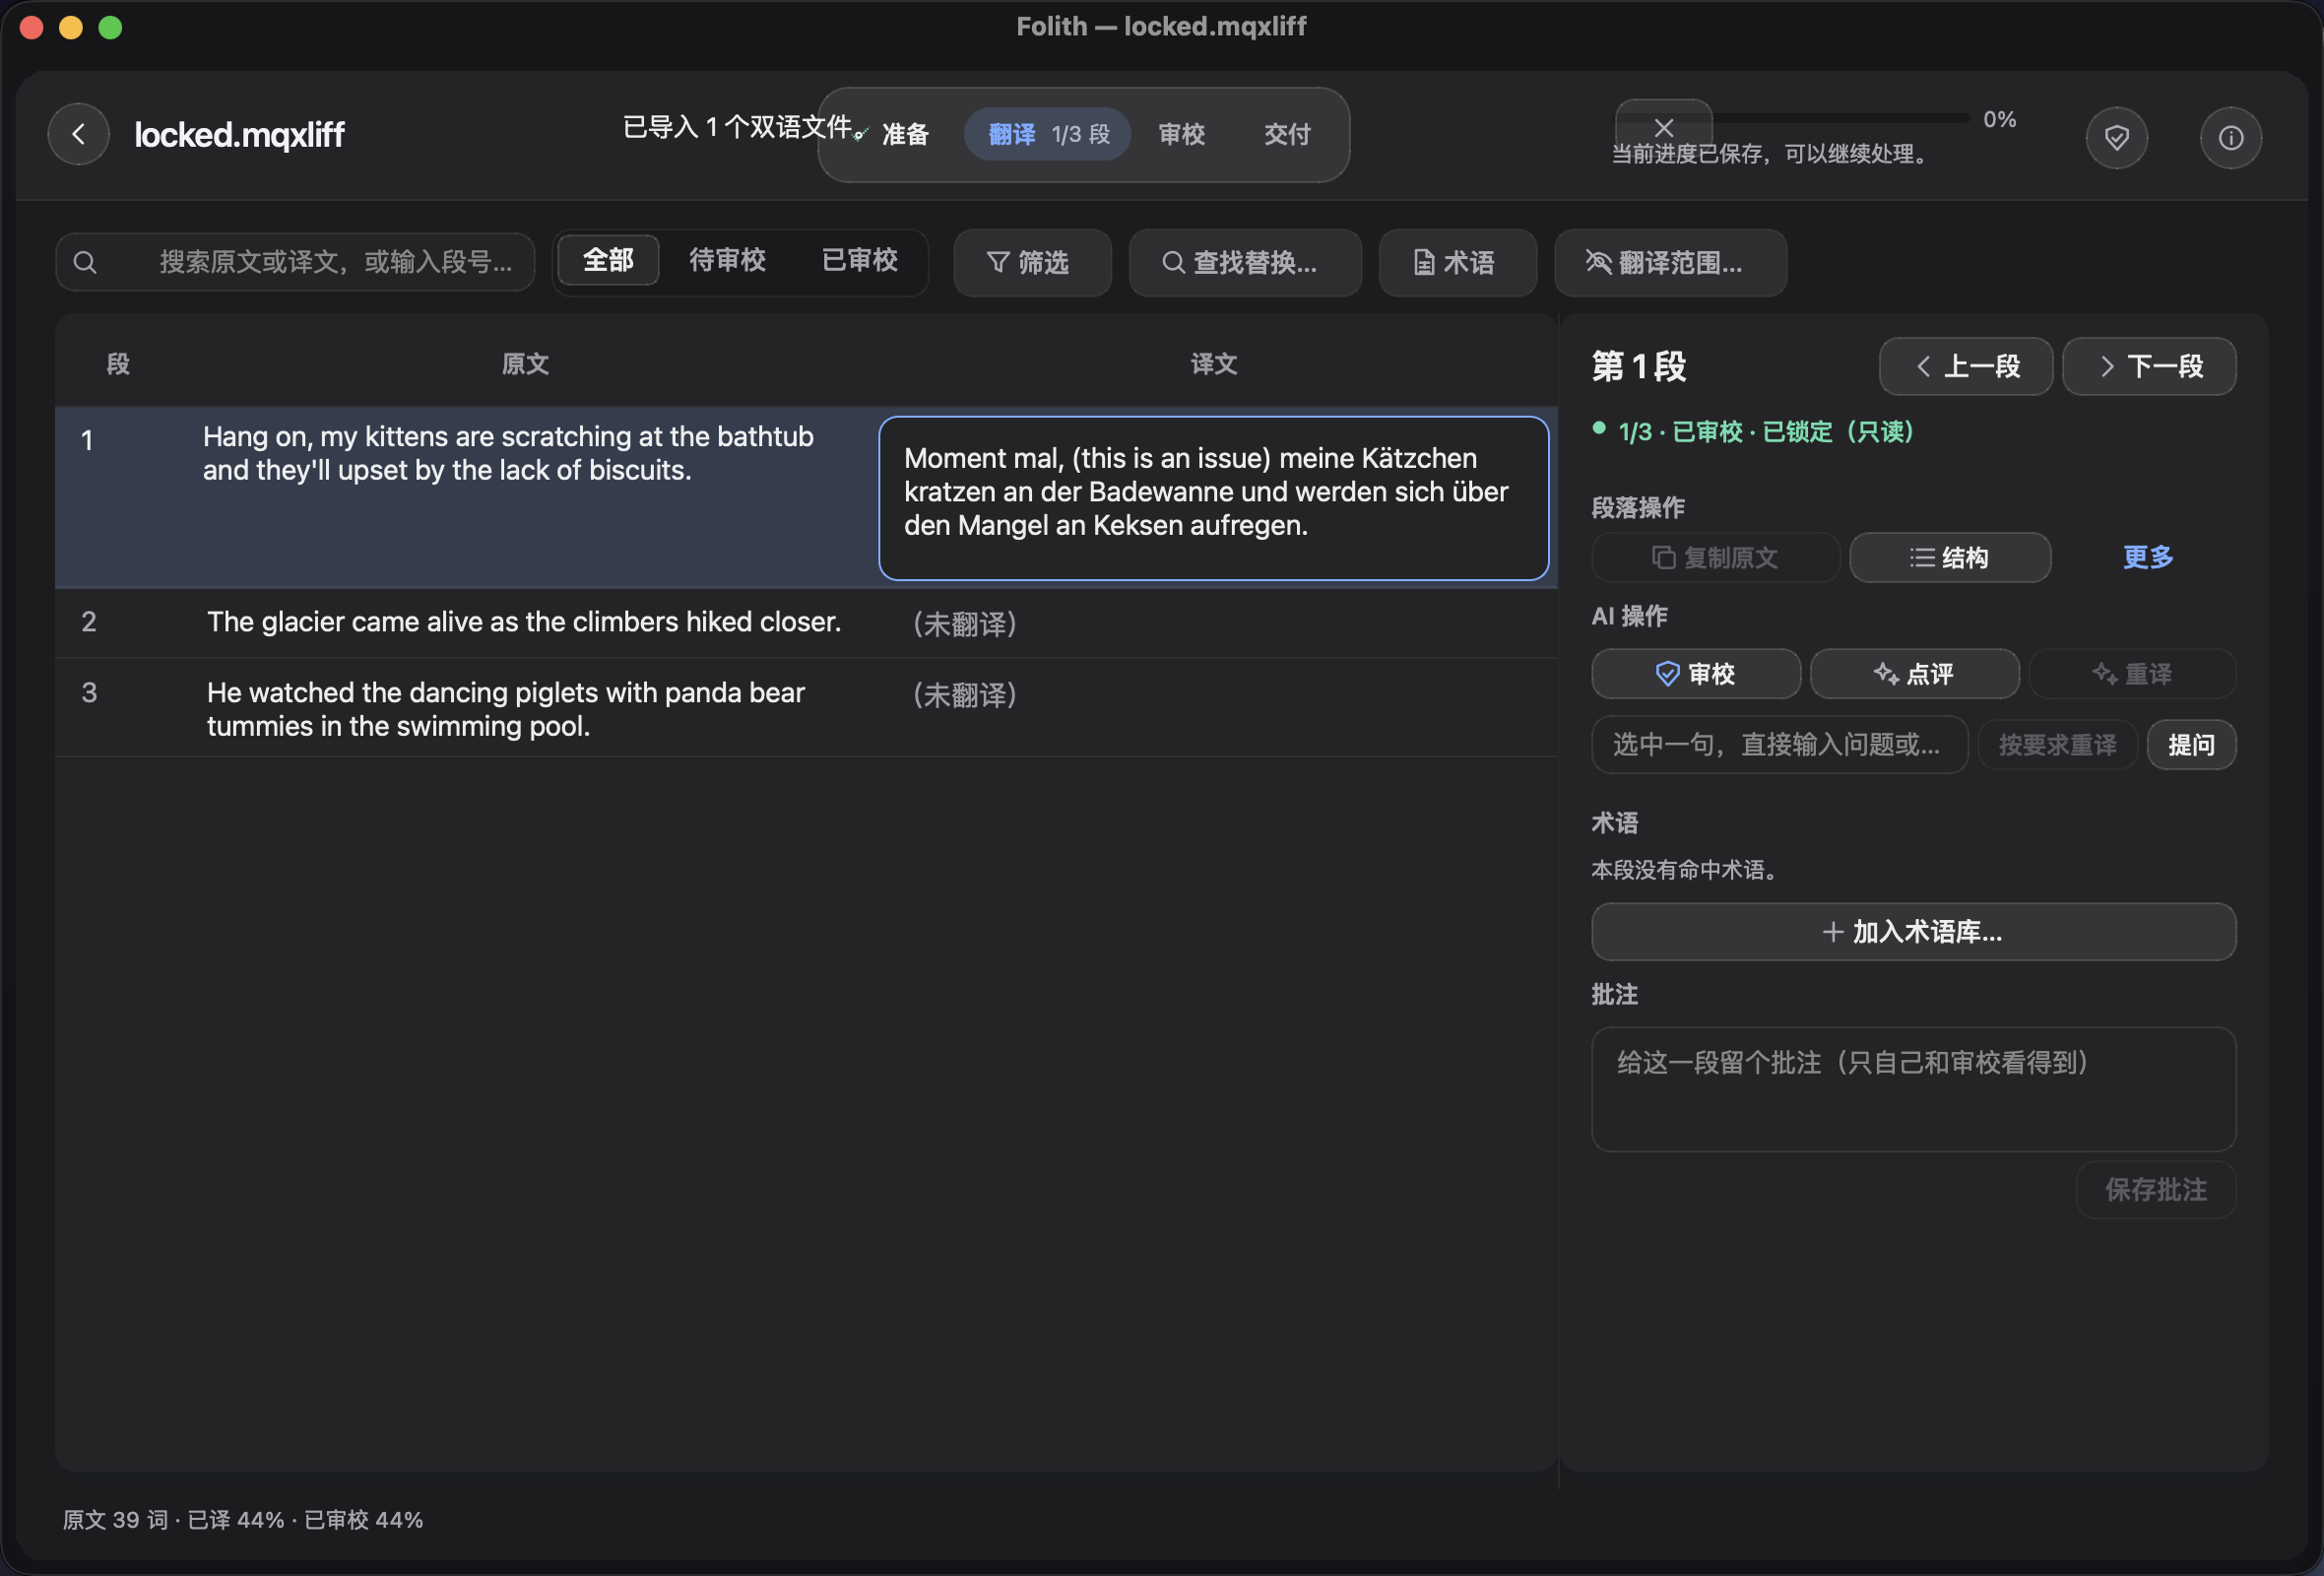 Folith — locked.mqxliff
locked.mqxliff
已导入 1 个双语文件
准备
翻译 1/3 段
审校
交付
0%
当前进度已保存，可以继续处理。
搜索原文或译文，或输入段号...
全部
待审校
已审校
筛选
查找替换...
术语
翻译范围...
段
原文
译文
1
Hang on, my kittens are scratching at the bathtub
and they'll upset by the lack of biscuits.
Moment mal, (this is an issue) meine Kätzchen
kratzen an der Badewanne und werden sich über
den Mangel an Keksen aufregen.
2
The glacier came alive as the climbers hiked closer.
（未翻译）
3
He watched the dancing piglets with panda bear
tummies in the swimming pool.
（未翻译）
第 1 段
上一段
下一段
1/3 · 已审校 · 已锁定（只读）
段落操作
复制原文
结构
更多
AI 操作
审校
点评
重译
选中一句，直接输入问题或...
按要求重译
提问
术语
本段没有命中术语。
加入术语库...
批注
给这一段留个批注（只自己和审校看得到）
保存批注
原文 39 词 · 已译 44% · 已审校 44%